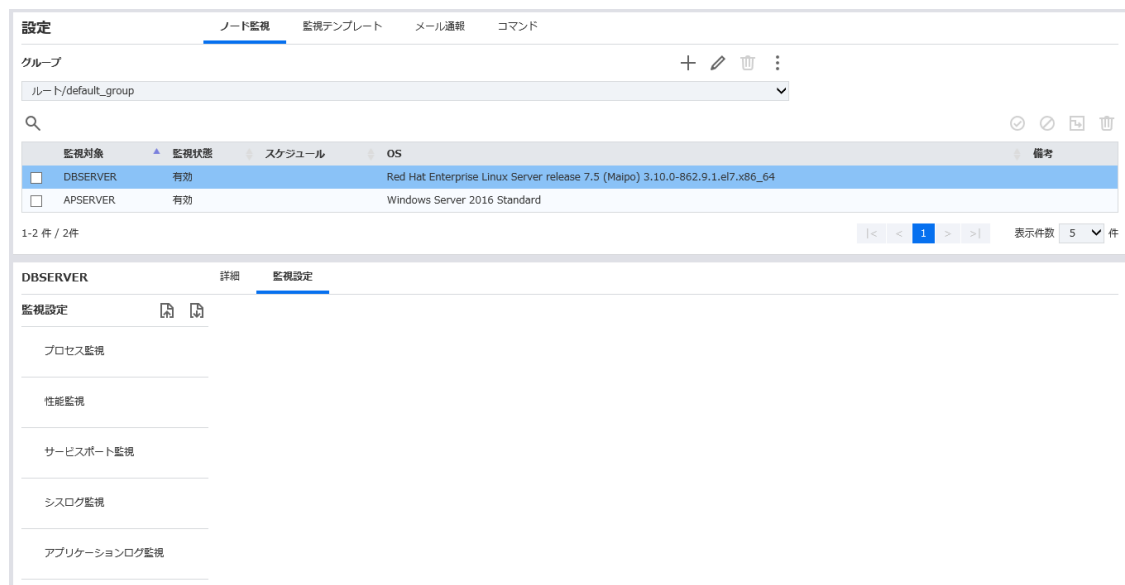 設定 ノード監視 監視テンプレート メール通報 コマンド
グループ
ルート/default_group
監視対象 監視状態 スケジュール OS 備考
DBSERVER 有効 Red Hat Enterprise Linux Server release 7.5 (Maipo) 3.10.0-862.9.1.el7.x86_64
APSERVER 有効 Windows Server 2016 Standard
1-2 件 / 2件 |< < 1 > >| 表示件数 5 件
DBSERVER 詳細 監視設定
監視設定
プロセス監視
性能監視
サービスポート監視
シスログ監視
アプリケーションログ監視